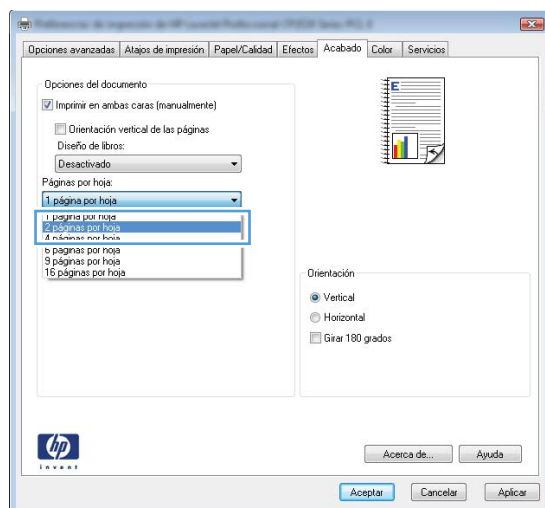 Opciones avanzadas Atajos de impresión Papel/Calidad Efectos Acabado Color Servicios
Opciones del documento
Imprimir en ambas caras (manualmente)
Orientación vertical de las páginas
Diseño de libros:
Desactivado
Páginas por hoja:
1 página por hoja
1 página por hoja
2 páginas por hoja
4 páginas por hoja
6 páginas por hoja
9 páginas por hoja
16 páginas por hoja
E
Orientación
Vertical
Horizontal
Girar 180 grados
hp
invent
Acerca de... Ayuda
Aceptar Cancelar Aplicar